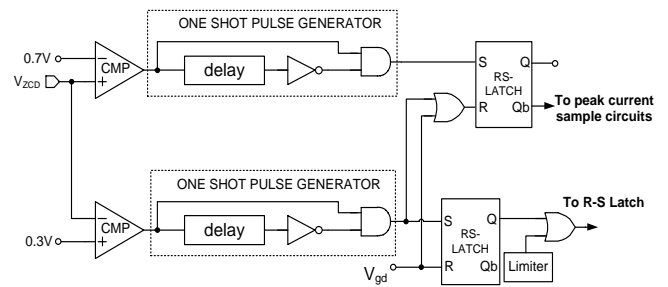 ONE SHOT PULSE GENERATOR
0.7V
CMP
delay
V_ZCD
S
Q
RS-
LATCH
R
Qb
To peak current
sample circuits
ONE SHOT PULSE GENERATOR
To R-S Latch
CMP
delay
0.3V
S
Q
RS-
LATCH
V_gd
R
Qb
Limiter